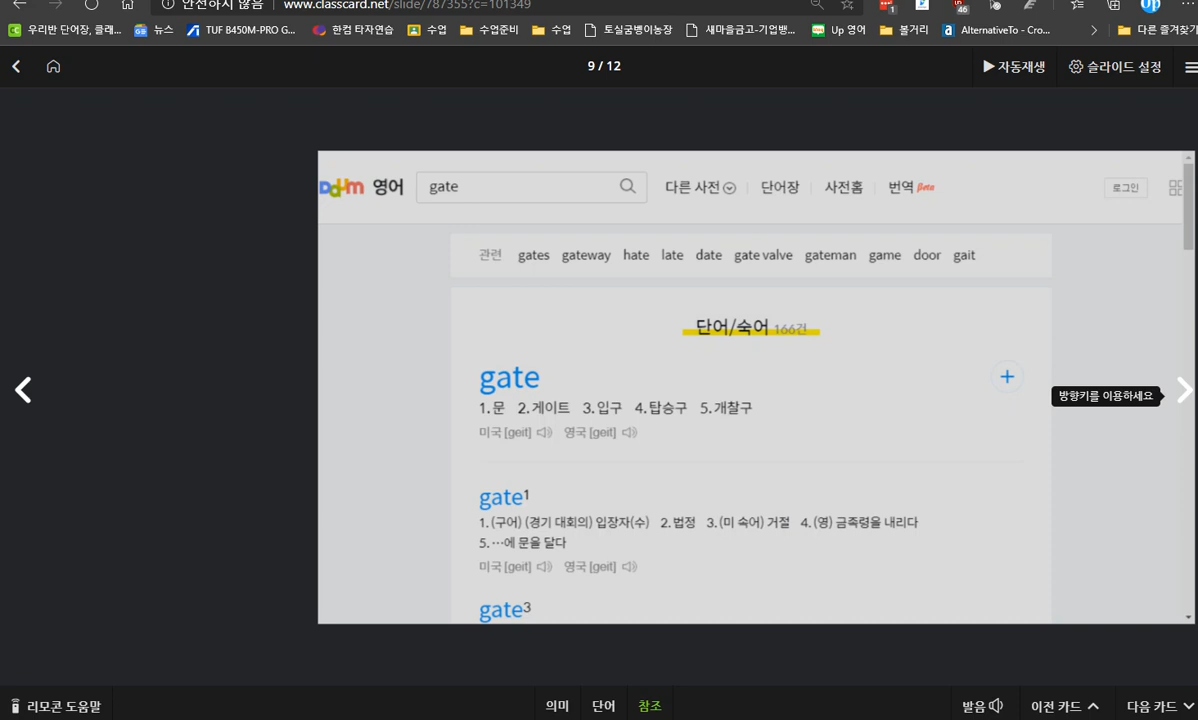 안전하지 않음 www.classcard.net/slide/787355?c=101349
1 46 Up
우리반 단어장, 클래... 뉴스 TUF B450M-PRO G... 한컴 타자연습 수업 수업준비 수업 토실굼벵이농장 새마을금고-기업뱅... Up 영어 볼거리 AlternativeTo - Cro... 다른 즐겨찾기
9 / 12
자동재생 슬라이드 설정
Daum 영어 gate 다른 사전 단어장 사전홈 번역 Beta 로그인
관련 gates gateway hate late date gate valve gateman game door gait
단어/숙어 166건
gate
1.문 2.게이트 3.입구 4.탑승구 5.개찰구
미국 [geit] 영국 [geit]
방향키를 이용하세요
gate1
1.(구어) (경기 대회의) 입장자(수) 2.법정 3.(미 속어) 거절 4.(영) 금족령을 내리다
5.…에 문을 달다
미국 [geit] 영국 [geit]
gate3
리모콘 도움말 의미 단어 참조 발음 이전 카드 다음 카드